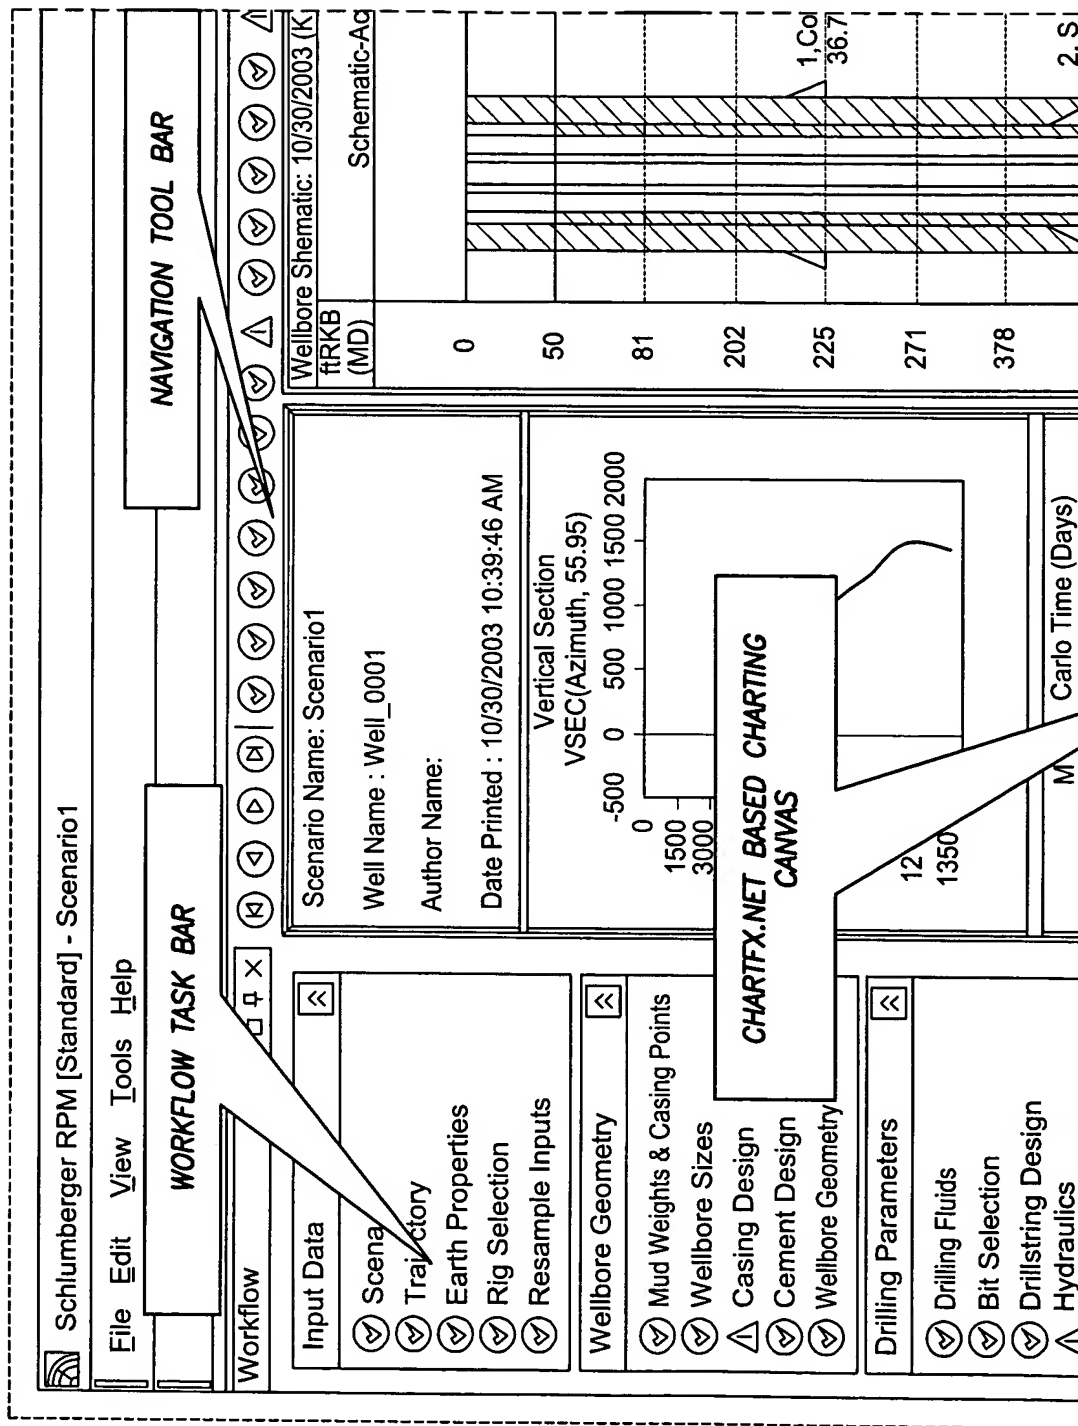 Schlumberger RPM [Standard] - Scenario1
File Edit View Tools Help
WORKFLOW TASK BAR
NAVIGATION TOOL BAR
Workflow
Input Data
Scena
Trajectory
Earth Properties
Rig Selection
Resample Inputs
Wellbore Geometry
Mud Weights & Casing Points
Wellbore Sizes
Casing Design
Cement Design
Wellbore Geometry
Drilling Parameters
Drilling Fluids
Bit Selection
Drillstring Design
Hydraulics
Scenario Name: Scenario1
Well Name : Well_0001
Author Name:
Date Printed : 10/30/2003 10:39:46 AM
Vertical Section
VSEC(Azimuth, 55.95)
-500 0 500 1000 1500 2000
0
1500
3000
12
1350
CHARTFX.NET BASED CHARTING
CANVAS
M Carlo Time (Days)
Wellbore Shematic: 10/30/2003 (K
ftRKB
(MD)
Schematic-Ac
0
50
81
202
225
271
378
1,Co
36.7
2. S